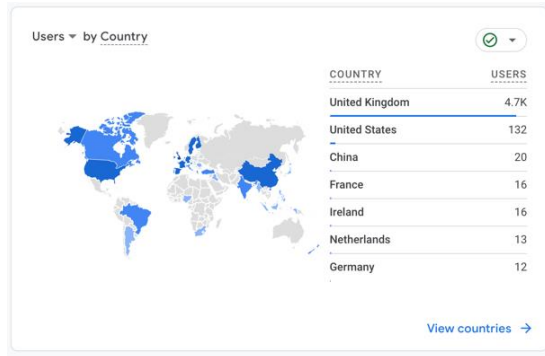 Users by Country
COUNTRY USERS
United Kingdom 4.7K
United States 132
China 20
France 16
Ireland 16
Netherlands 13
Germany 12
View countries →